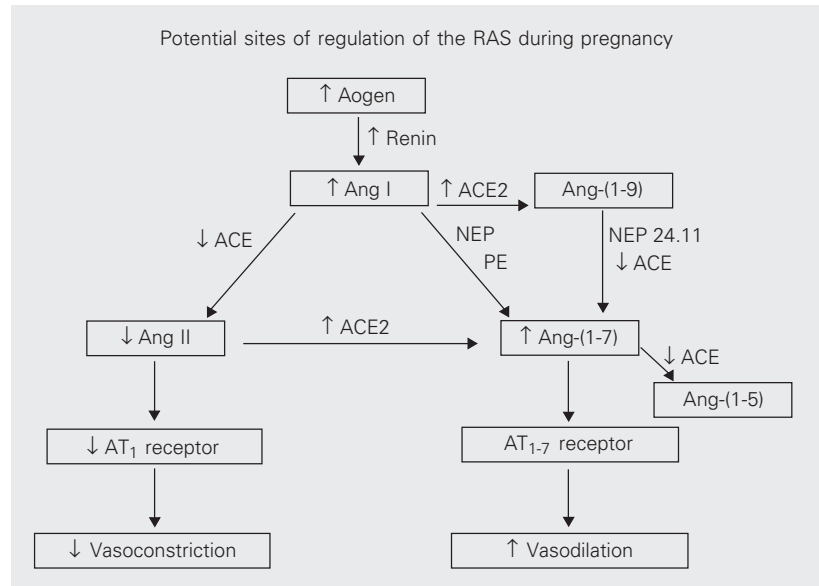 Potential sites of regulation of the RAS during pregnancy
↑ Aogen
↑ Renin
↑ Ang I
↑ ACE2
Ang-(1-9)
↓ ACE
NEP
PE
NEP 24.11
↓ ACE
↓ Ang II
↑ ACE2
↑ Ang-(1-7)
↓ ACE
Ang-(1-5)
↓ AT₁ receptor
AT₁₋₇ receptor
↓ Vasoconstriction
↑ Vasodilation